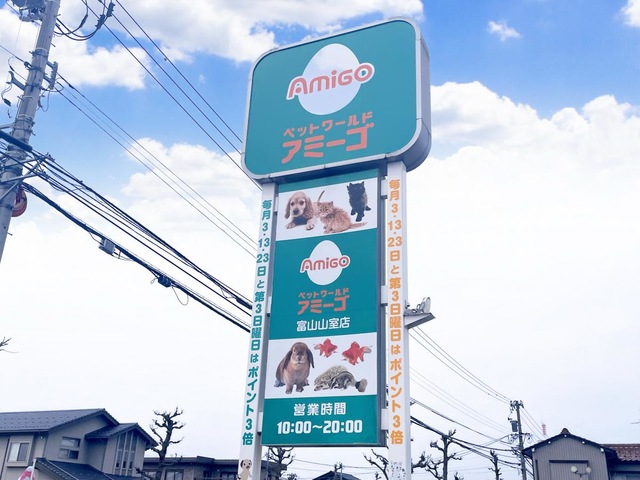 AMiGO
ペットワールド
アミーゴ
毎月3・13・23日と第3日曜日はポイント3倍
AMiGO
ペットワールド
アミーゴ
富山山室店
営業時間
10:00〜20:00
毎月3・13・23日と第3日曜日はポイント3倍